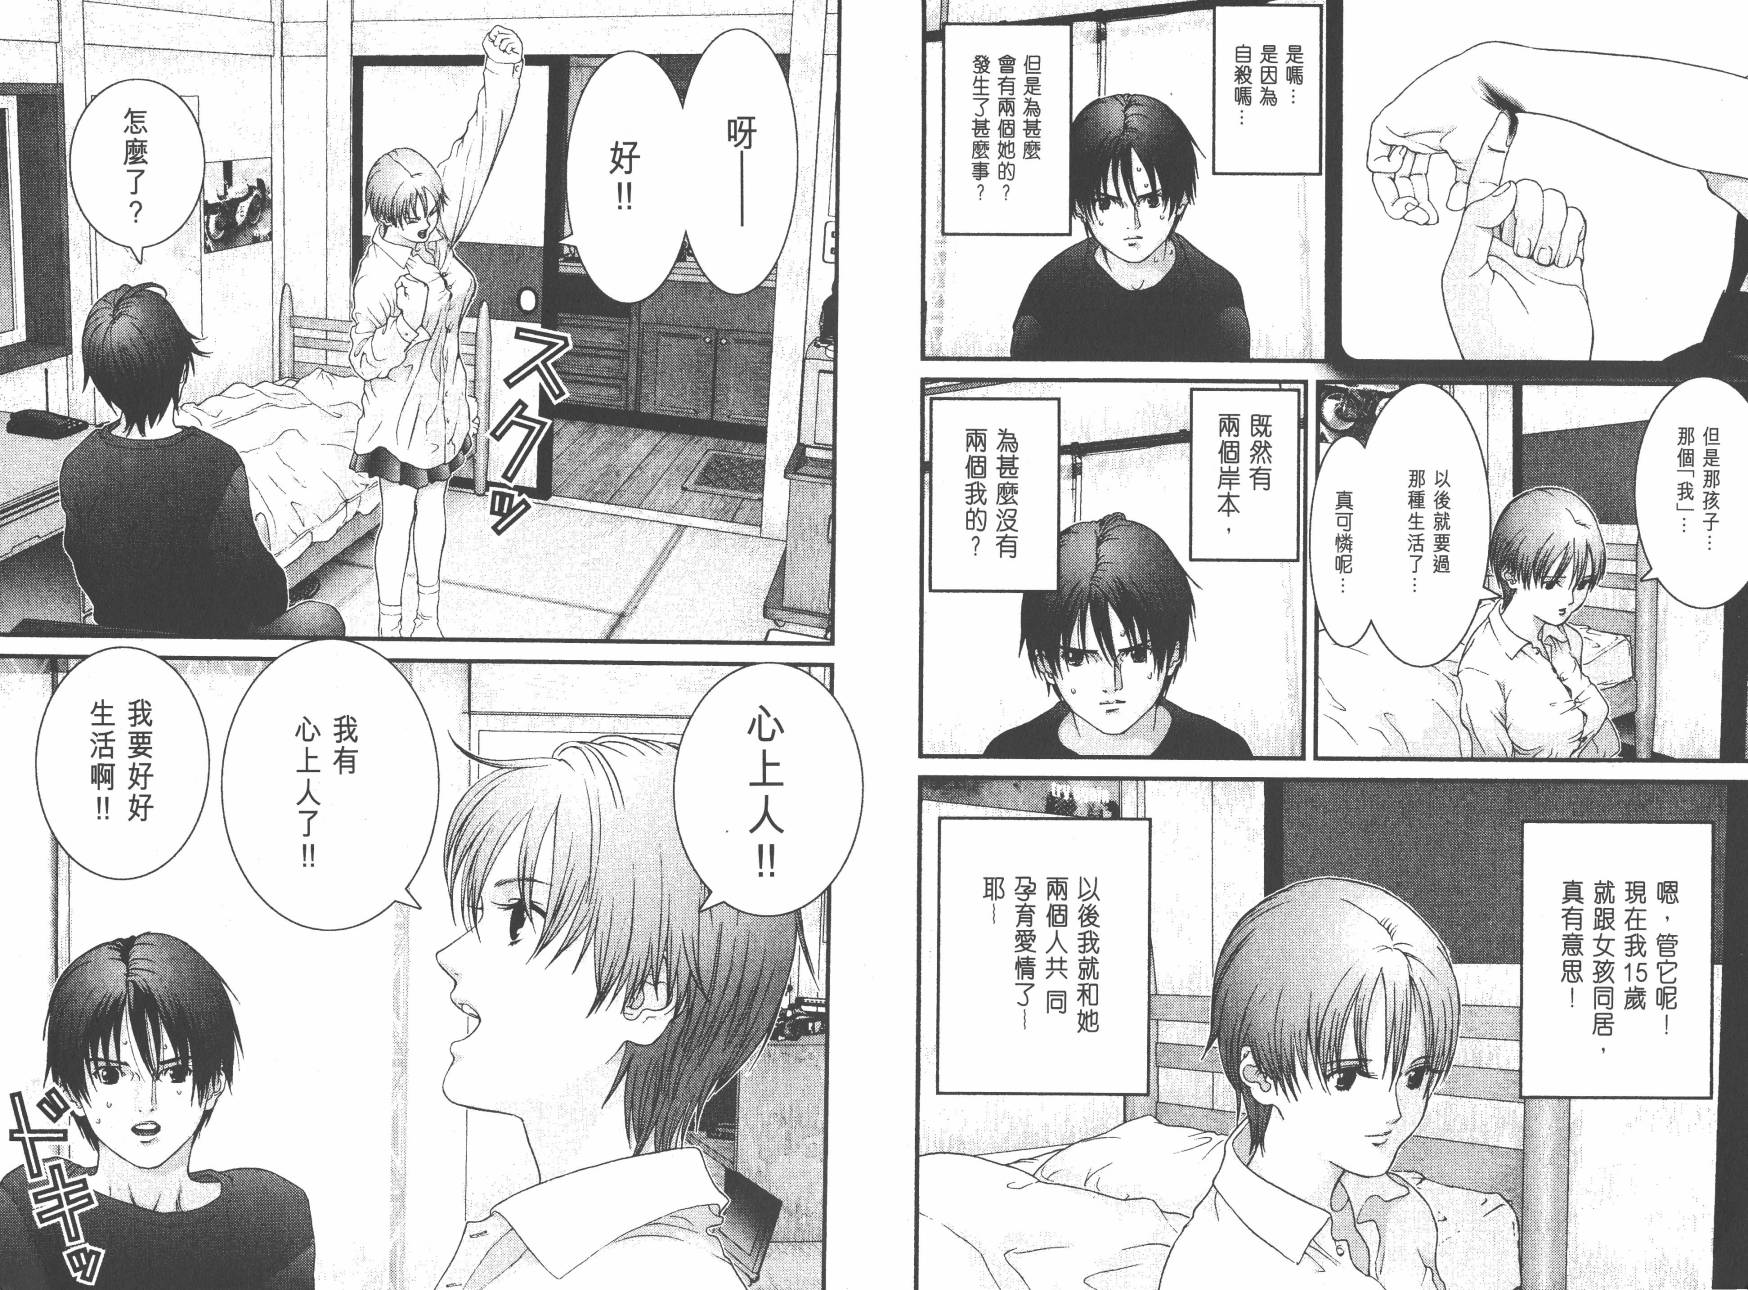 是嗎…
是因為
自殺嗎…
但是為甚麼
會有兩個她的？
發生了甚麼事？
但是那孩子…
那個「我」…
以後就要過
那種生活了…
真可憐呢…
既然有
兩個岸本，
為甚麼沒有
兩個我的？
嗯，管它呢！
現在我15歲
就跟女孩同居，
真有意思！
以後我就和她
兩個人共同
孕育愛情了～
耶～
呀——
好!!
スクッ
怎麼了？
心上人!!
我有
心上人了!!
我要好好
生活啊!!
ドキッ